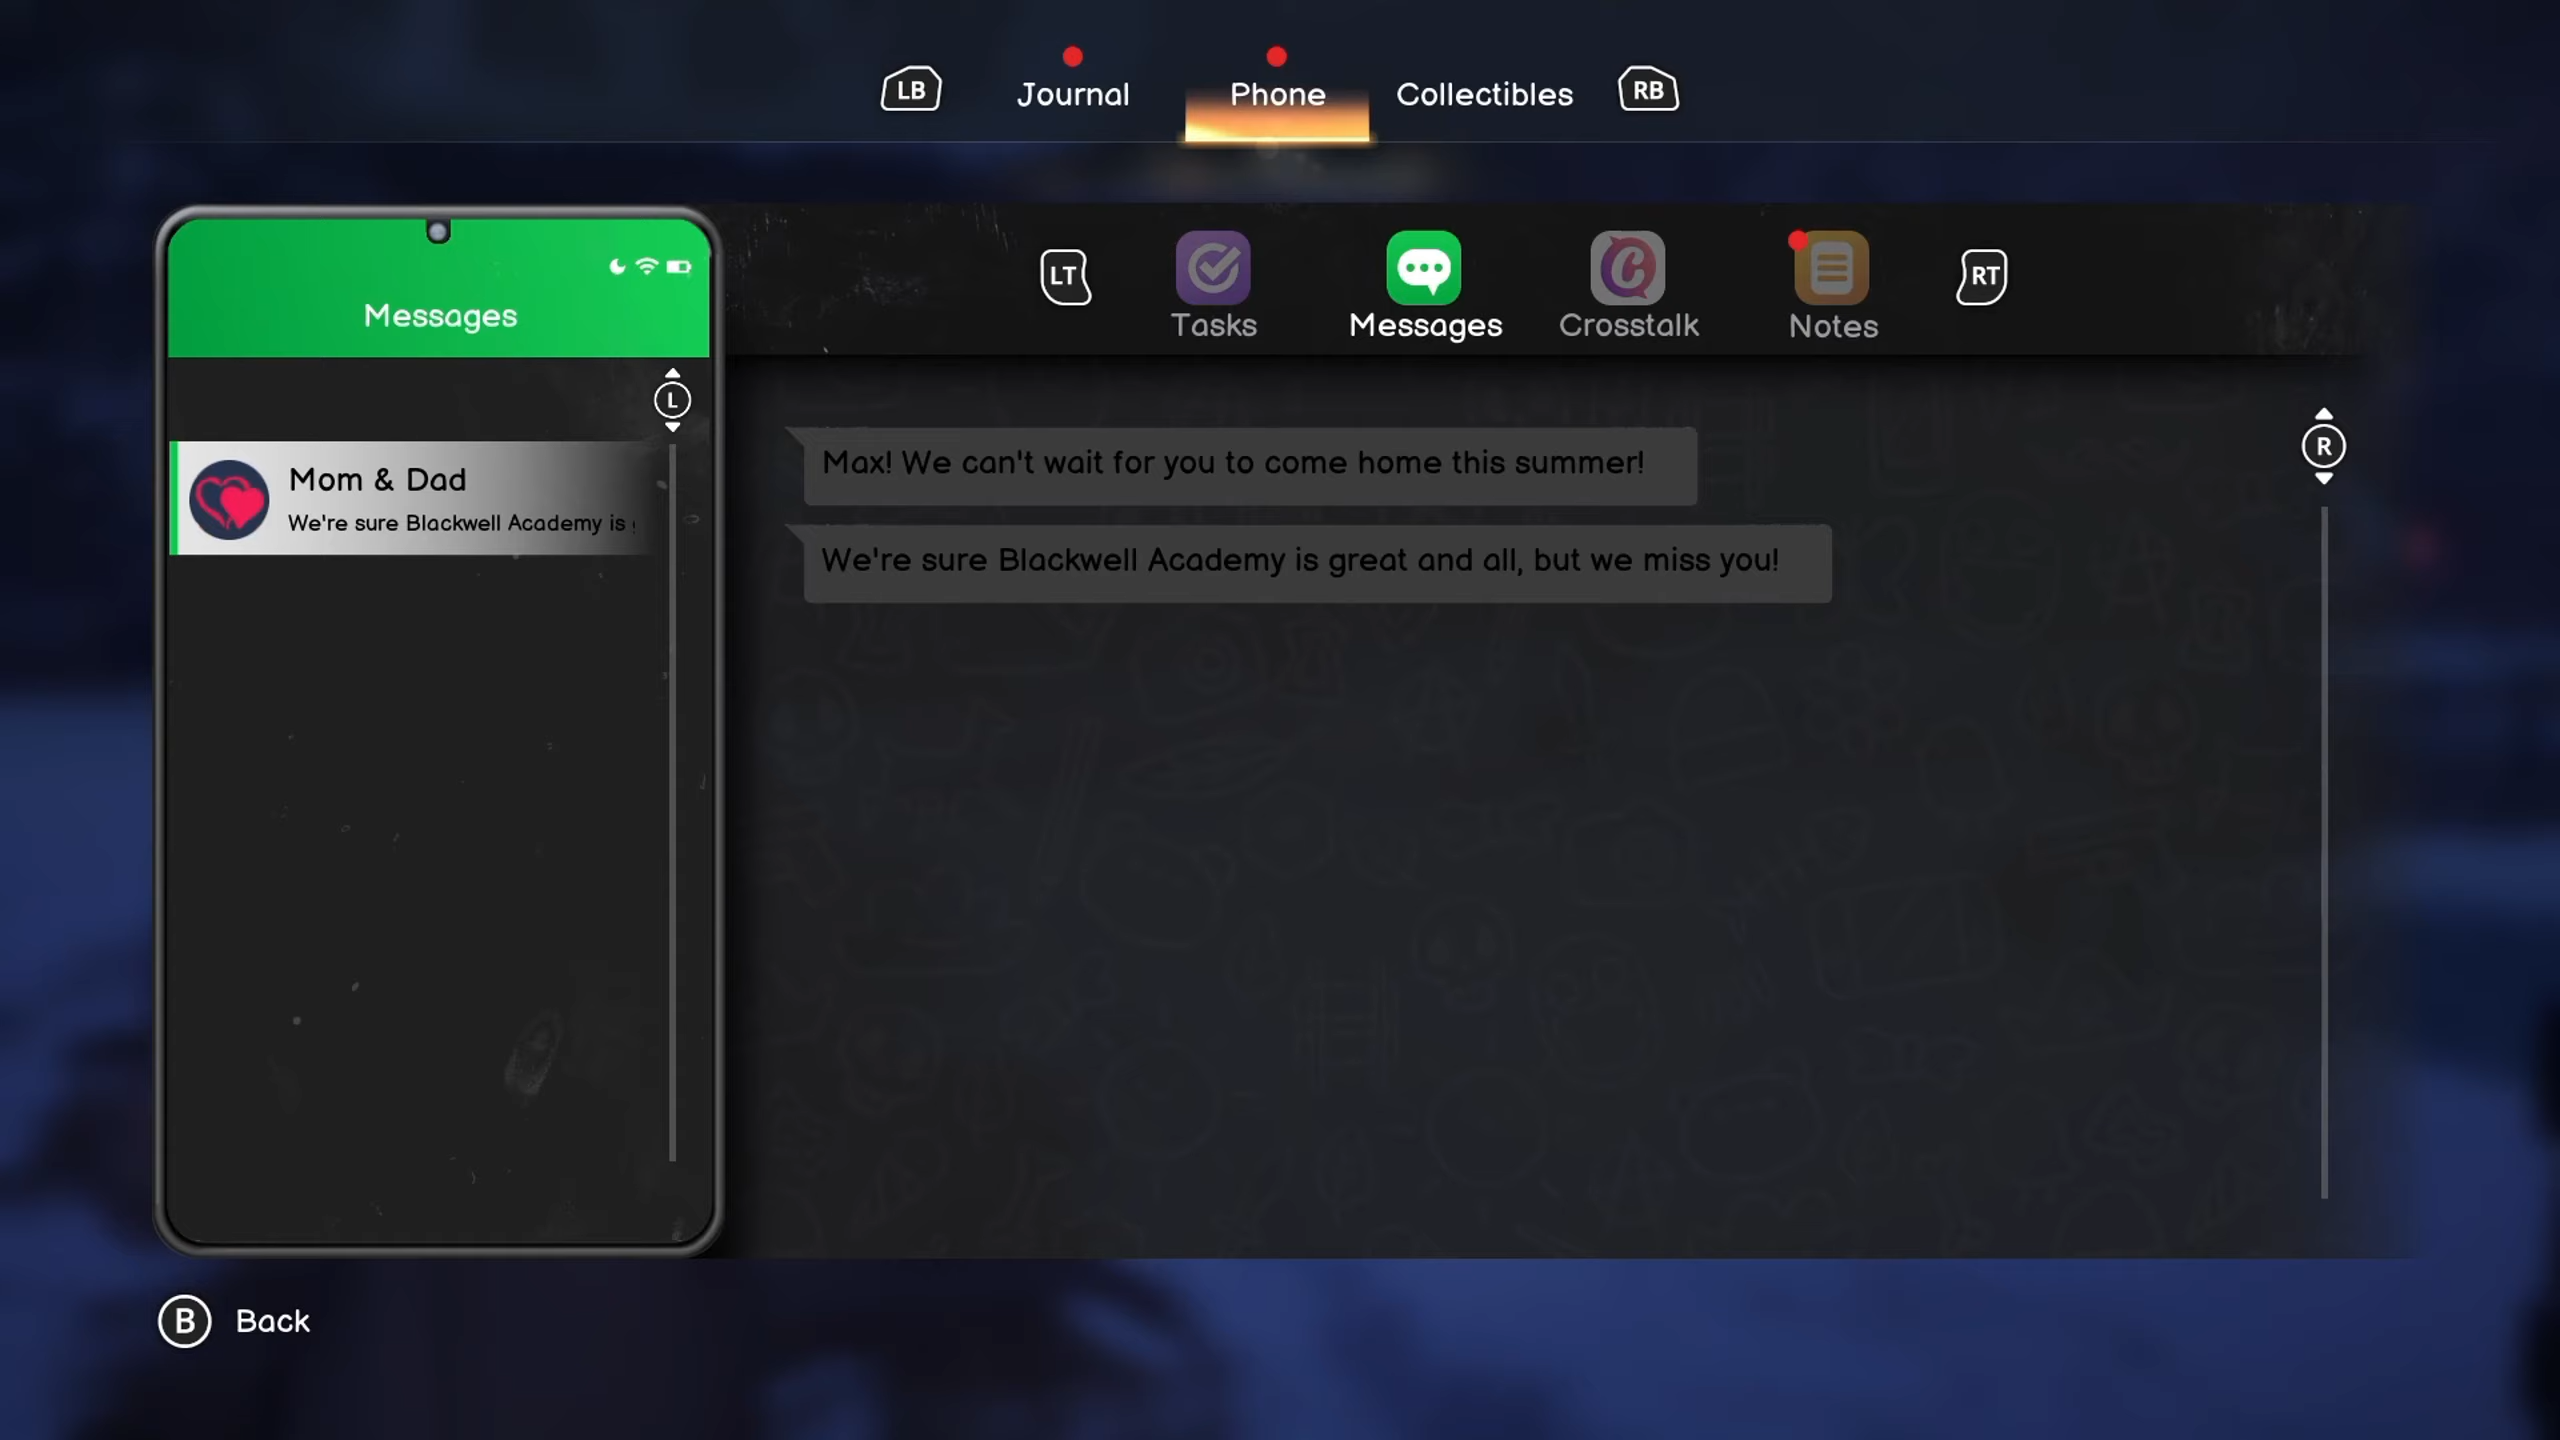 LB Journal Phone Collectibles RB
Messages
LT Tasks Messages Crosstalk Notes RT
L
Mom & Dad
We're sure Blackwell Academy is
Max! We can't wait for you to come home this summer!
We're sure Blackwell Academy is great and all, but we miss you!
R
B Back